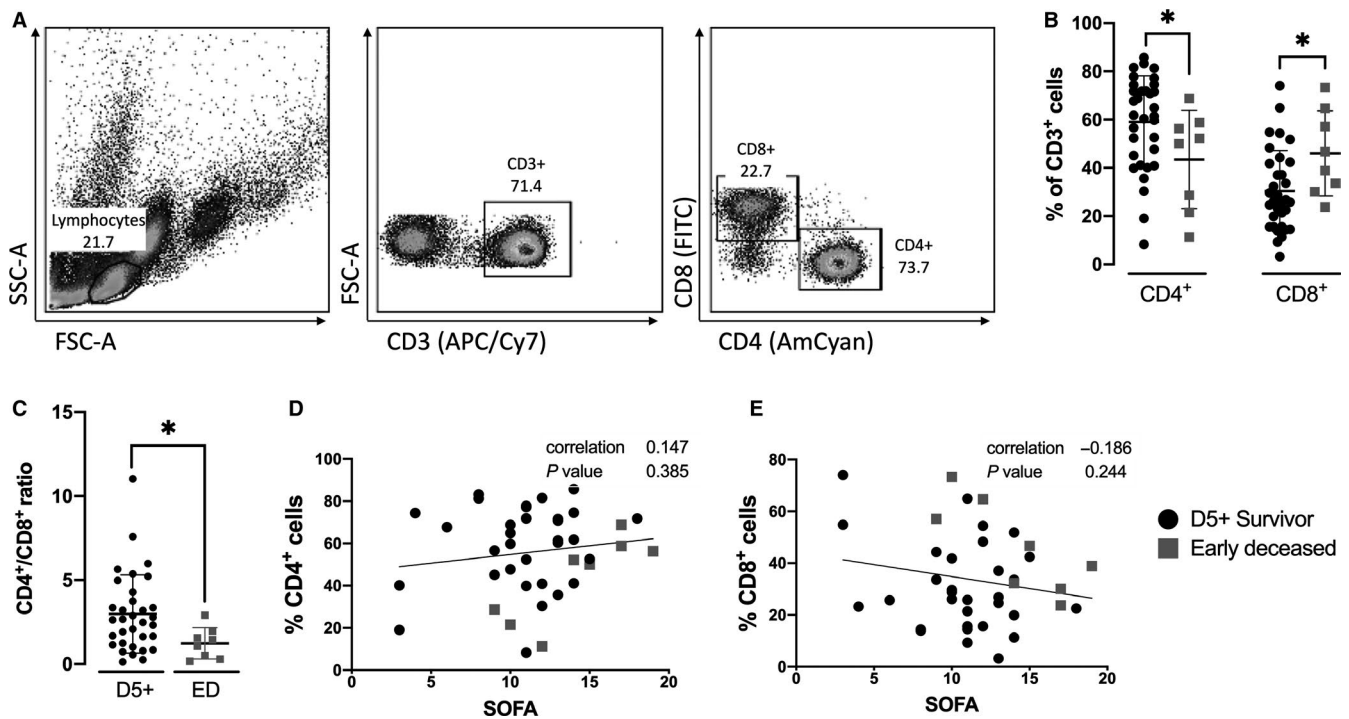 A
SSC-A
Lymphocytes
21.7
FSC-A
FSC-A
CD3+
71.4
CD3 (APC/Cy7)
CD8 (FITC)
CD8+
22.7
CD4+
73.7
CD4 (AmCyan)
B
% of CD3⁺ cells
100
80
60
40
20
0
*
*
CD4⁺
CD8⁺
C
CD4⁺/CD8⁺ ratio
15
10
5
0
*
D5+
ED
D
correlation 0.147
P value 0.385
% CD4⁺ cells
100
80
60
40
20
0
0 5 10 15 20
SOFA
E
correlation –0.186
P value 0.244
% CD8⁺ cells
80
60
40
20
0
0 5 10 15 20
SOFA
D5+ Survivor
Early deceased